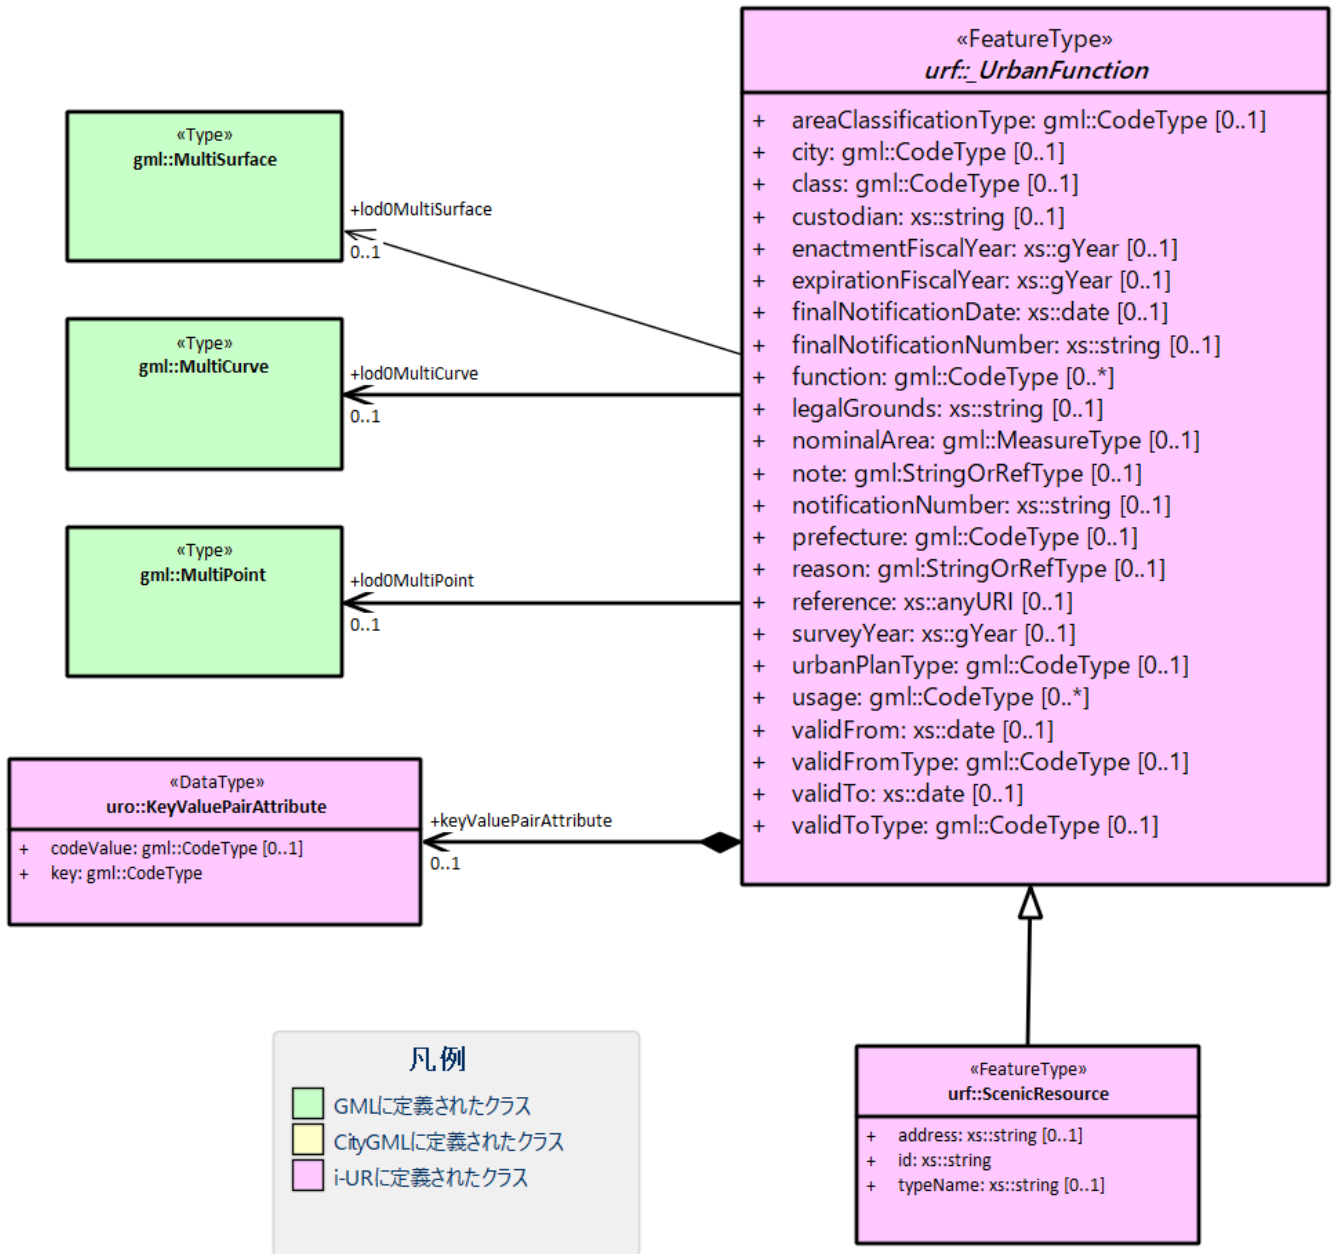 «FeatureType»
urf::_UrbanFunction
+ areaClassificationType: gml::CodeType [0..1]
+ city: gml::CodeType [0..1]
+ class: gml::CodeType [0..1]
+ custodian: xs::string [0..1]
+ enactmentFiscalYear: xs::gYear [0..1]
+ expirationFiscalYear: xs::gYear [0..1]
+ finalNotificationDate: xs::date [0..1]
+ finalNotificationNumber: xs::string [0..1]
+ function: gml::CodeType [0..*]
+ legalGrounds: xs::string [0..1]
+ nominalArea: gml::MeasureType [0..1]
+ note: gml:StringOrRefType [0..1]
+ notificationNumber: xs::string [0..1]
+ prefecture: gml::CodeType [0..1]
+ reason: gml:StringOrRefType [0..1]
+ reference: xs::anyURI [0..1]
+ surveyYear: xs::gYear [0..1]
+ urbanPlanType: gml::CodeType [0..1]
+ usage: gml::CodeType [0..*]
+ validFrom: xs::date [0..1]
+ validFromType: gml::CodeType [0..1]
+ validTo: xs::date [0..1]
+ validToType: gml::CodeType [0..1]
«Type»
gml::MultiSurface
+lod0MultiSurface
0..1
«Type»
gml::MultiCurve
+lod0MultiCurve
0..1
«Type»
gml::MultiPoint
+lod0MultiPoint
0..1
«DataType»
uro::KeyValuePairAttribute
+ codeValue: gml::CodeType [0..1]
+ key: gml::CodeType
+keyValuePairAttribute
0..1
凡例
GMLに定義されたクラス
CityGMLに定義されたクラス
i-URに定義されたクラス
«FeatureType»
urf::ScenicResource
+ address: xs::string [0..1]
+ id: xs::string
+ typeName: xs::string [0..1]